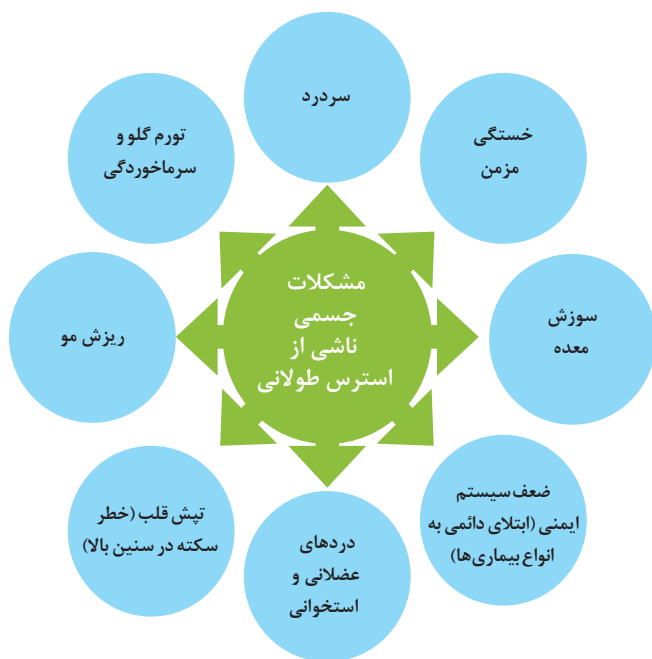 سردرد
خستگی
مزمن
سوزش
معده
ضعف سیستم
ایمنی (ابتلای دائمی به
انواع بیماری‌ها)
دردهای
عضلانی و
استخوانی
تپش قلب (خطر
سکته در سنین بالا)
ریزش مو
تورم گلو و
سرماخوردگی
مشکلات
جسمی
ناشی از
استرس طولانی